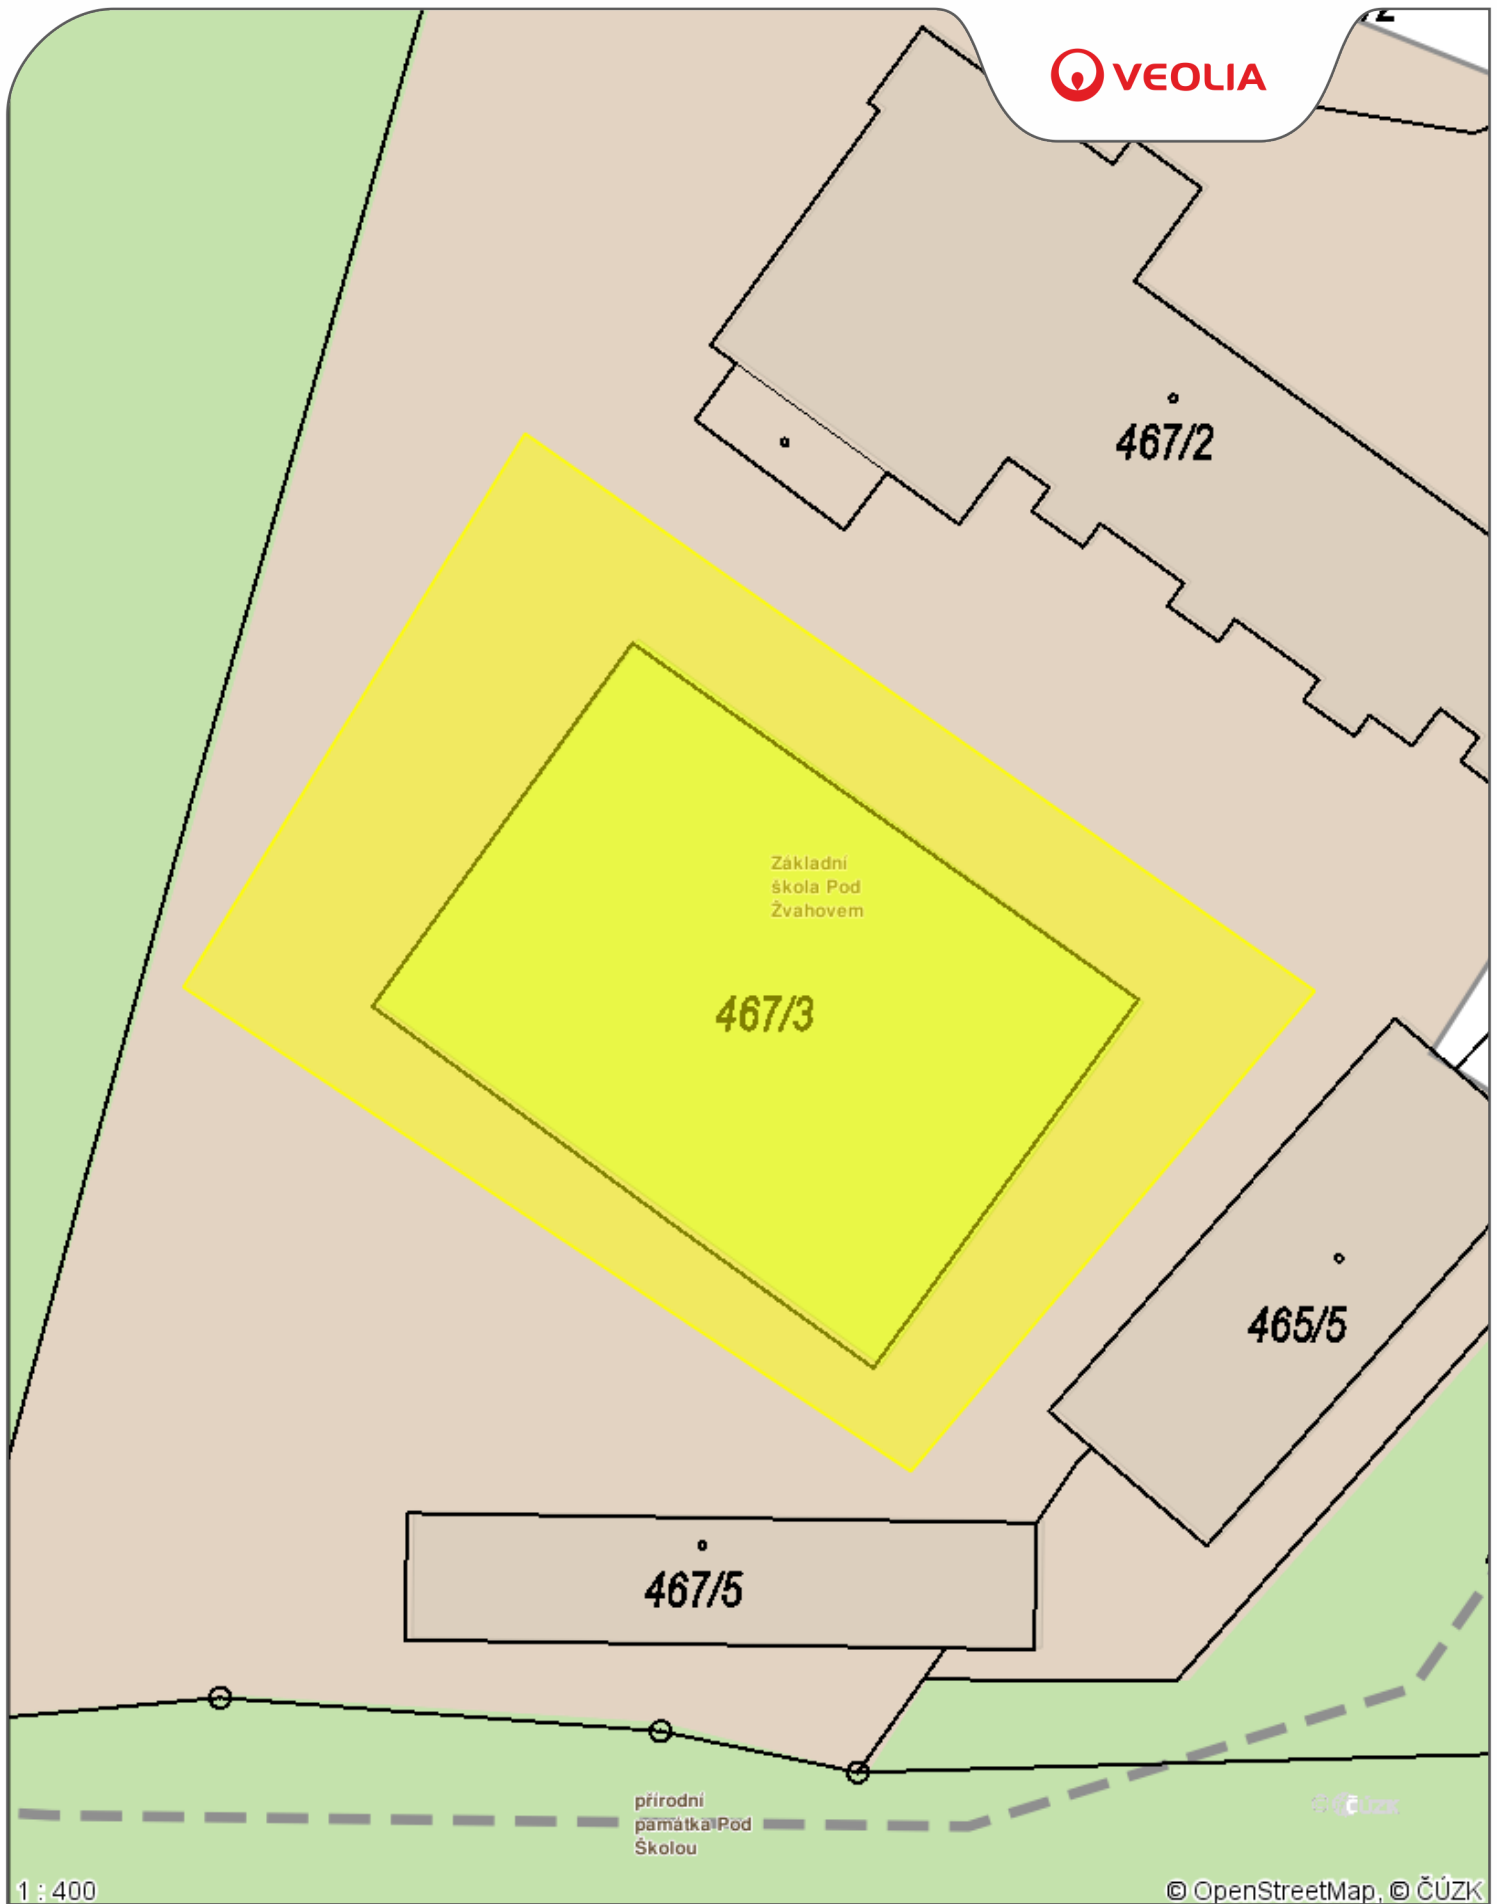 VEOLIA
467/2
Základní
škola Pod
Žvahovem
467/3
465/5
467/5
přírodní
památka Pod
Školou
© ČÚZK
1 : 400
© OpenStreetMap, © ČÚZK